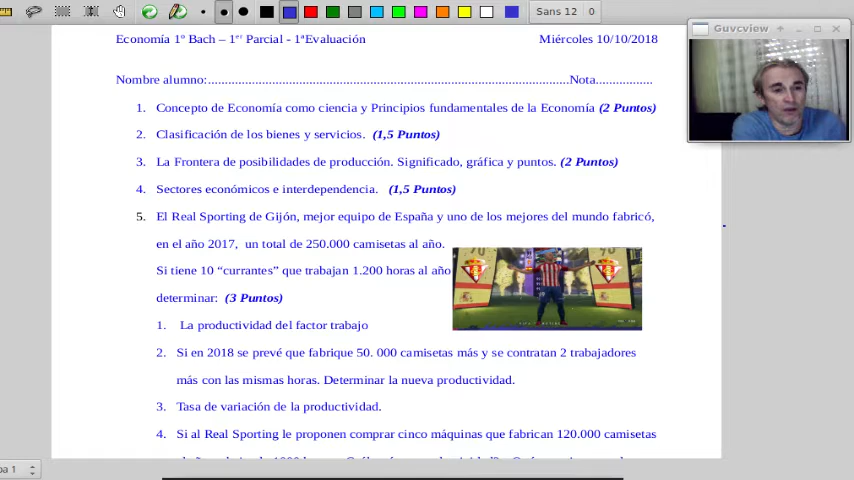 Sans 12 0
Guvcview
Economía 1º Bach – 1er Parcial - 1ªEvaluación Miércoles 10/10/2018
Nombre alumno:............................................................................................................Nota.................
1. Concepto de Economía como ciencia y Principios fundamentales de la Economía (2 Puntos)
2. Clasificación de los bienes y servicios. (1,5 Puntos)
3. La Frontera de posibilidades de producción. Significado, gráfica y puntos. (2 Puntos)
4. Sectores económicos e interdependencia. (1,5 Puntos)
5. El Real Sporting de Gijón, mejor equipo de España y uno de los mejores del mundo fabricó,
en el año 2017, un total de 250.000 camisetas al año.
Si tiene 10 “currantes” que trabajan 1.200 horas al año
determinar: (3 Puntos)
1. La productividad del factor trabajo
2. Si en 2018 se prevé que fabrique 50. 000 camisetas más y se contratan 2 trabajadores
más con las mismas horas. Determinar la nueva productividad.
3. Tasa de variación de la productividad.
4. Si al Real Sporting le proponen comprar cinco máquinas que fabrican 120.000 camisetas